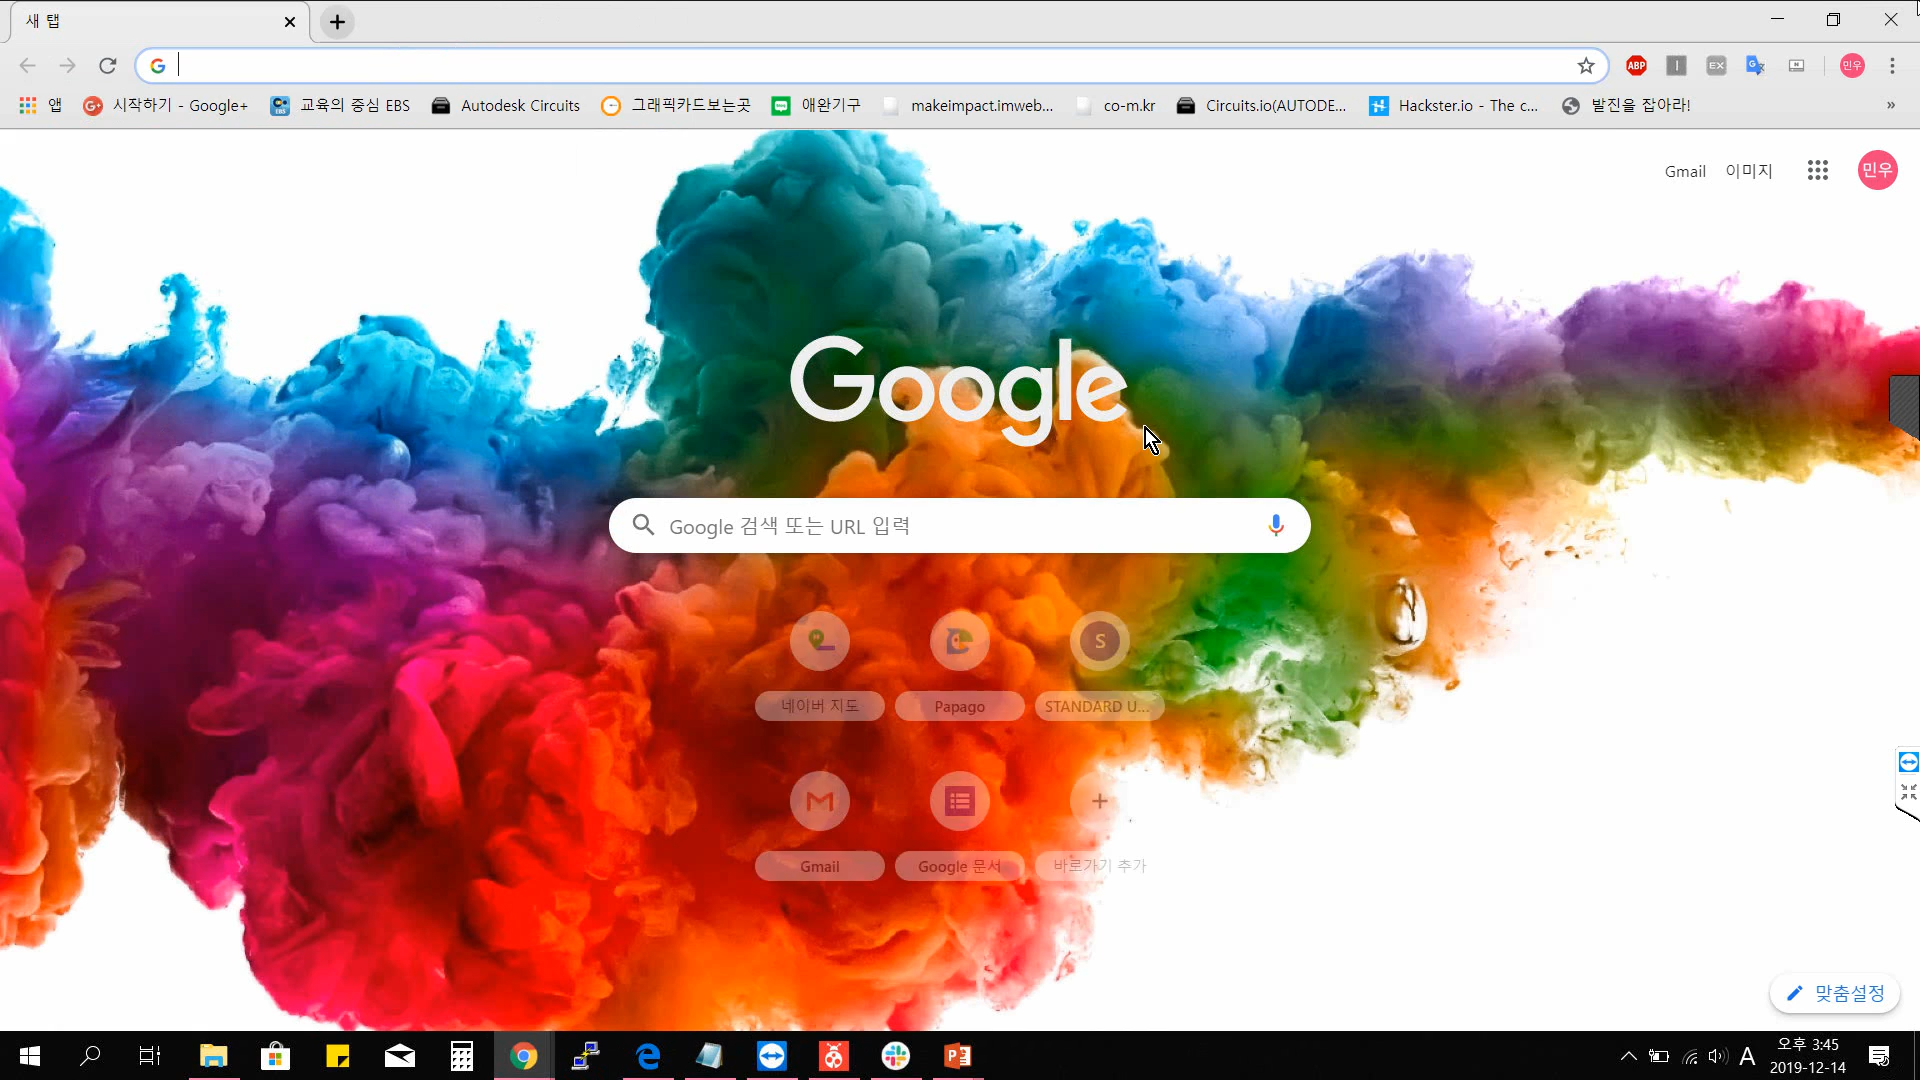 새 탭
앱 시작하기 - Google+ 교육의 중심 EBS Autodesk Circuits 그래픽카드보는곳 애완기구 makeimpact.imweb... co-m.kr Circuits.io(AUTODE... Hackster.io - The c... 발진을 잡아라!
ABP EX 민우
Gmail 이미지 민우
Google
Google 검색 또는 URL 입력
S
네이버 지도 Papago STANDARD U...
Gmail Google 문서 바로가기 추가
맞춤설정
A 오후 3:45
2019-12-14